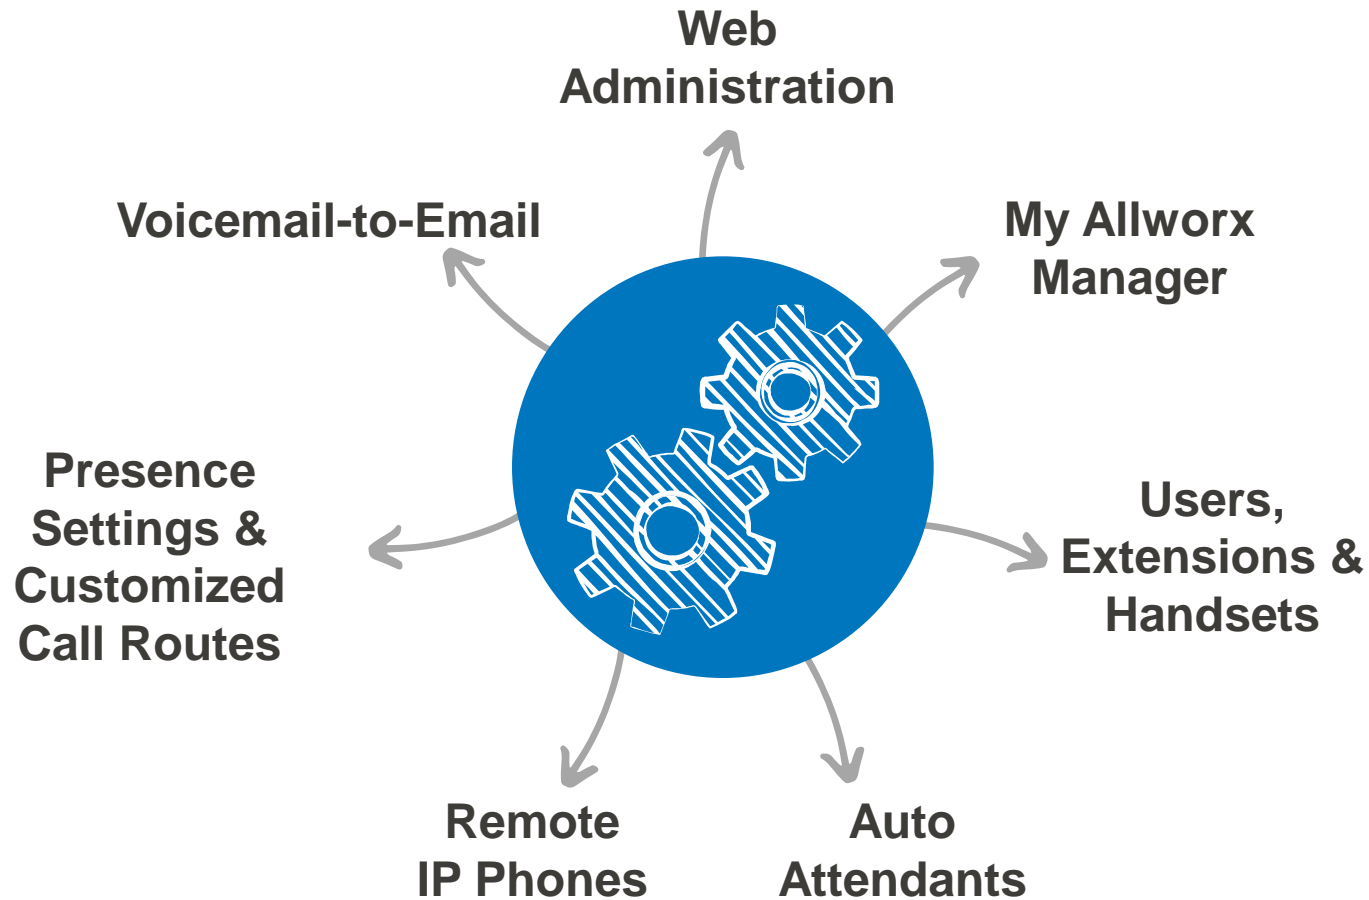 Web
Administration
My Allworx
Manager
Users,
Extensions &
Handsets
Auto
Attendants
Remote
IP Phones
Presence
Settings &
Customized
Call Routes
Voicemail-to-Email